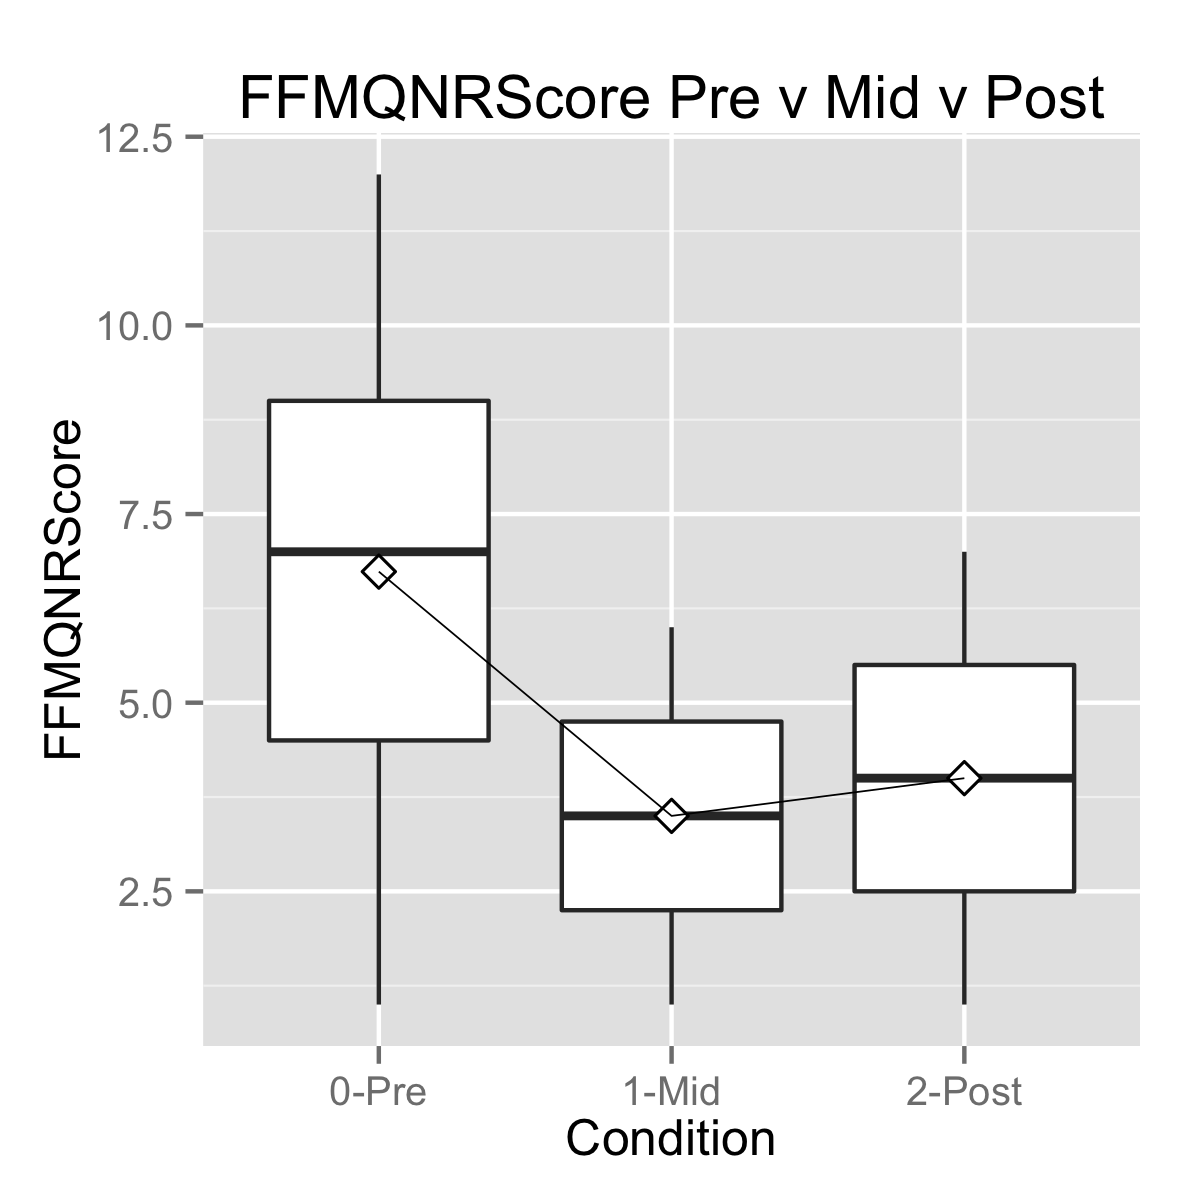 FFMQNRScore Pre v Mid v Post
12.5
10.0
7.5
5.0
2.5
FFMQNRScore
0-Pre
1-Mid
2-Post
Condition